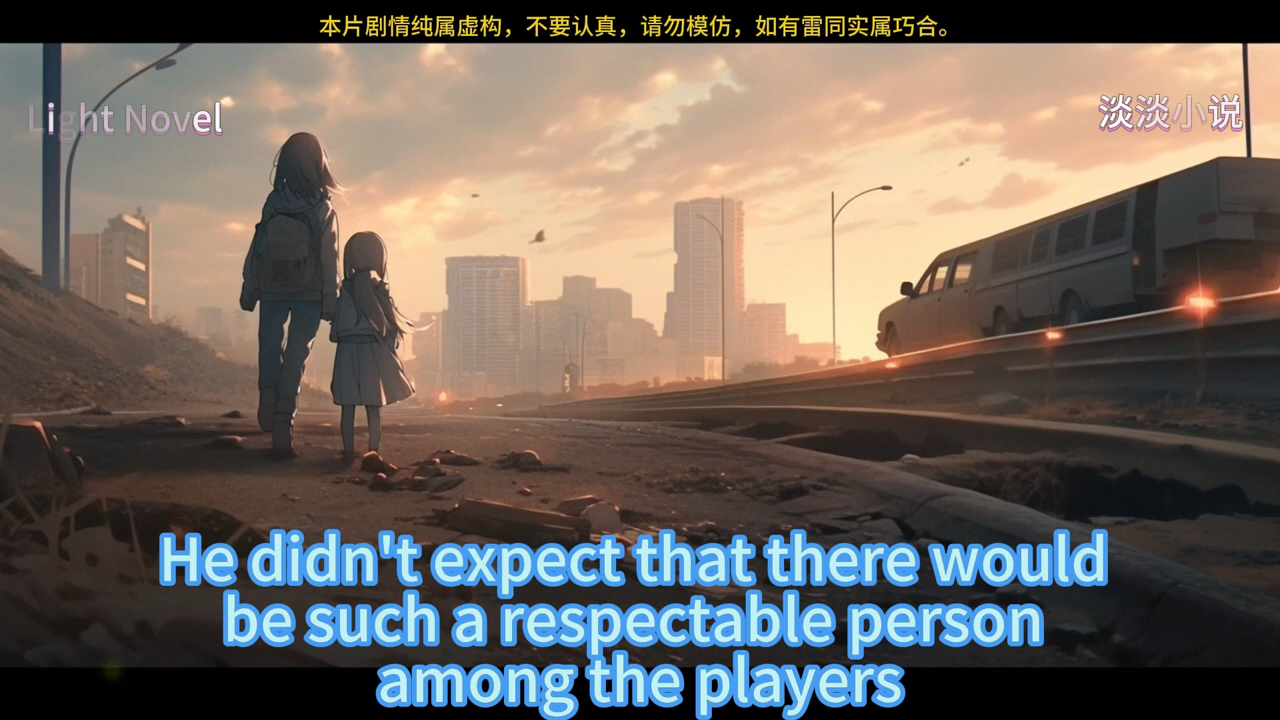 本片剧情纯属虚构，不要认真，请勿模仿，如有雷同实属巧合。
Light Novel
淡淡小说
He didn't expect that there would
be such a respectable person
among the players